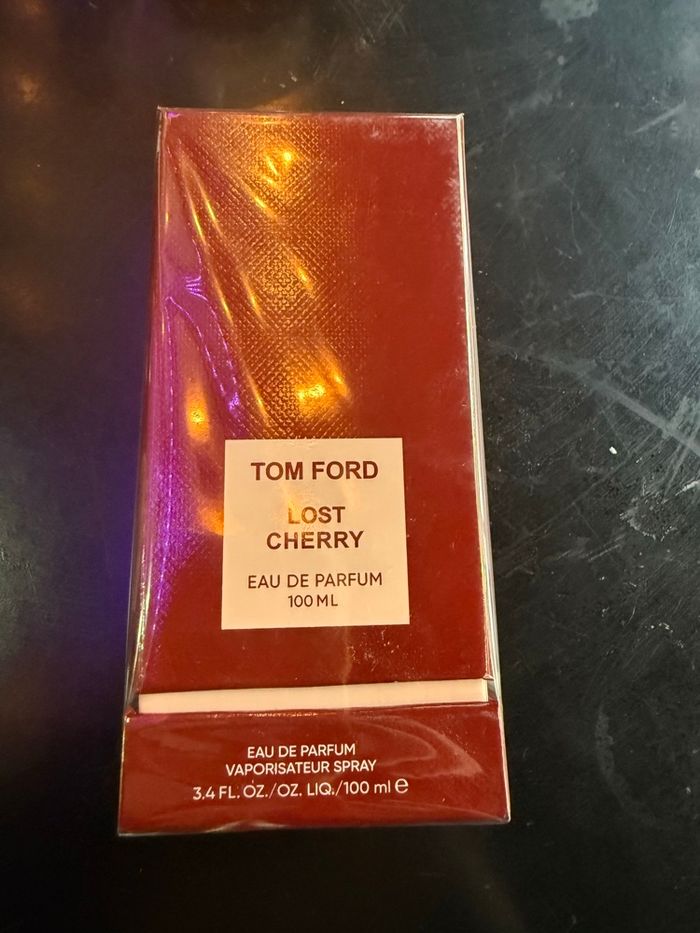 TOM FORD
LOST
CHERRY
EAU DE PARFUM
100 ML
EAU DE PARFUM
VAPORISATEUR SPRAY
3.4 FL. OZ./OZ. LIQ./100 ml ℮